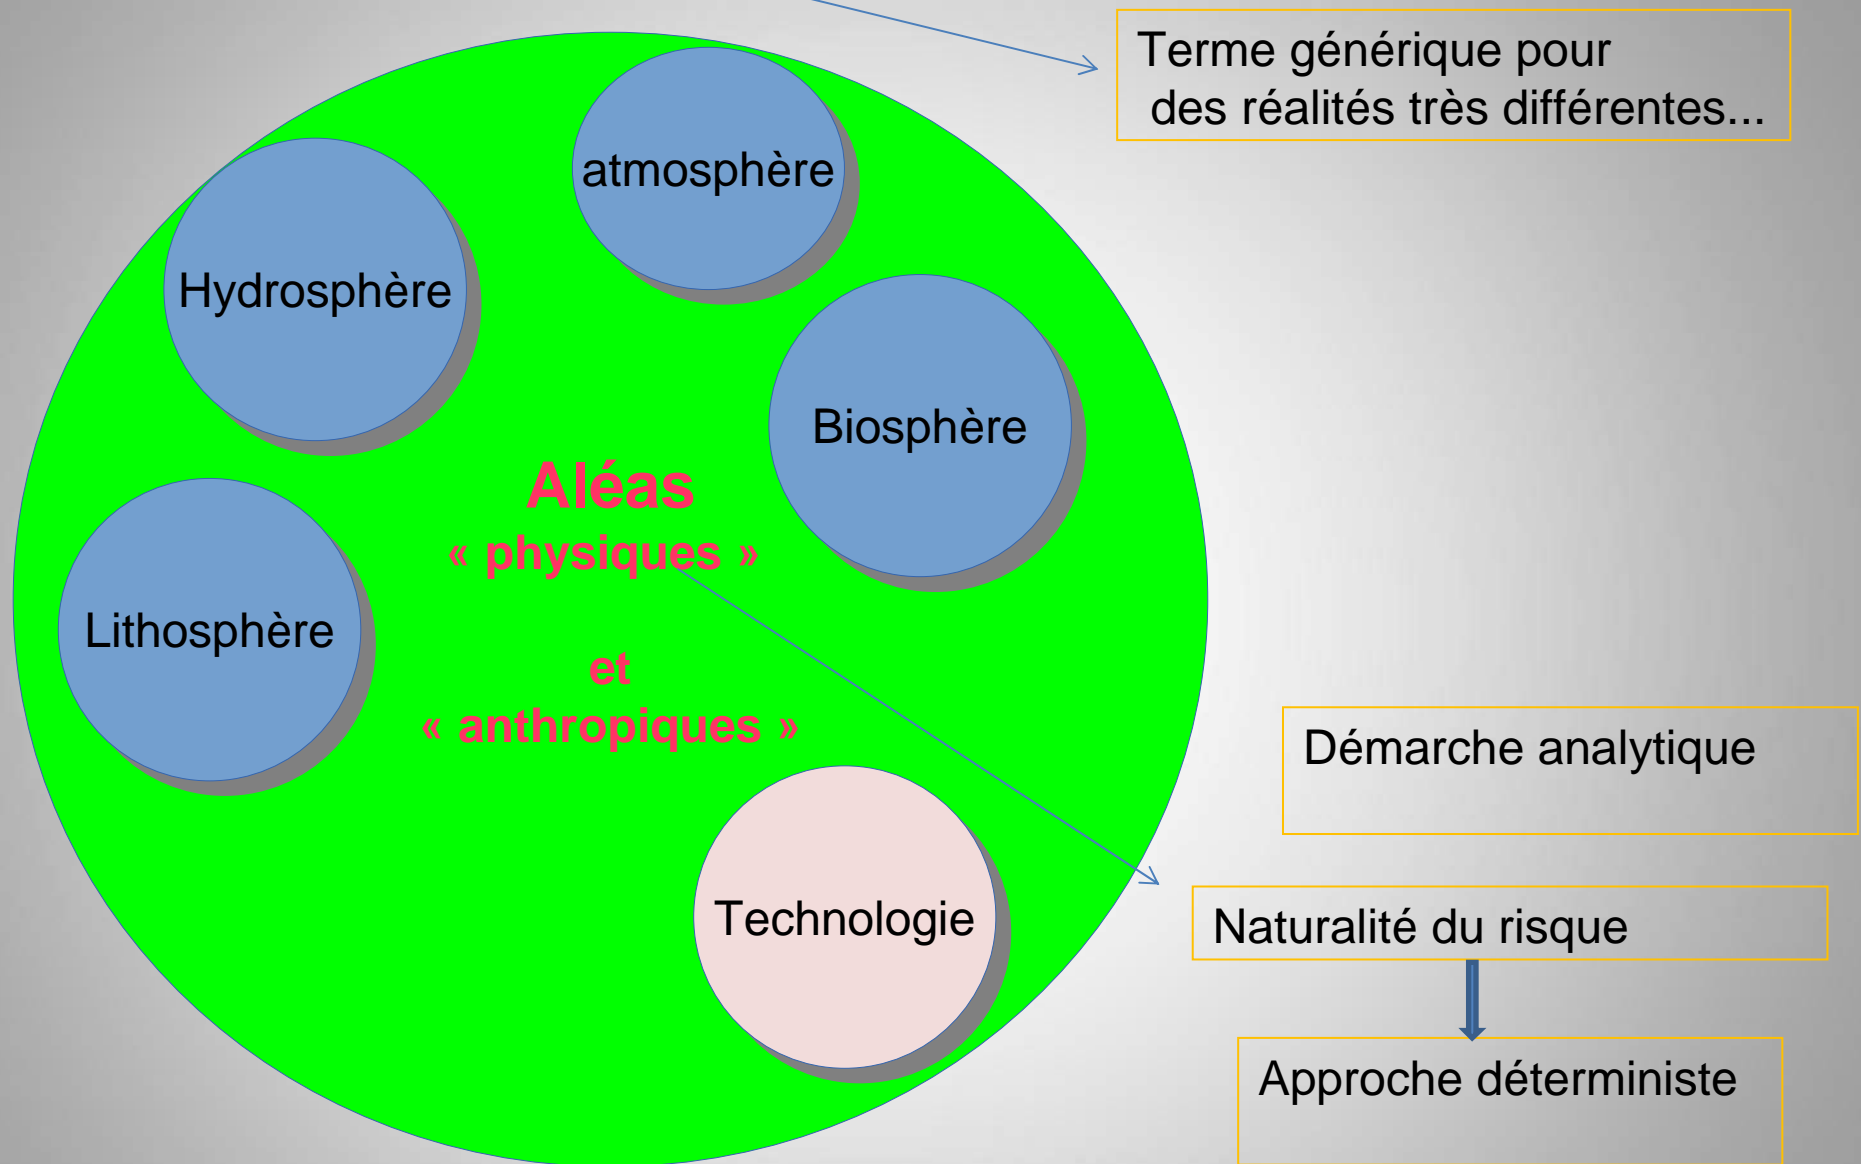 Terme générique pour
des réalités très différentes...
atmosphère
Hydrosphère
Biosphère
Aléas
« physiques »
Lithosphère
et
« anthropiques »
Démarche analytique
Technologie
Naturalité du risque
Approche déterministe